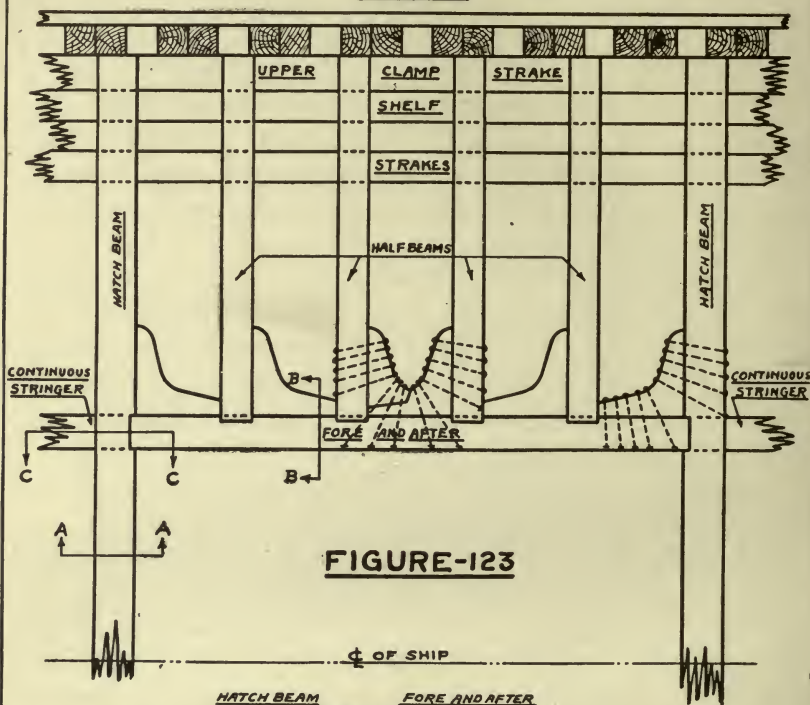 UPPER CLAMP STRAKE
SHELF
STRAKES
HATCH BEAM
HATCH BEAM
HALF BEAMS
CONTINUOUS
STRINGER
CONTINUOUS
STRINGER
B
FORE AND AFTER
C
C
B
A
A
FIGURE-123
℄ OF SHIP
HATCH BEAM
FORE AND AFTER